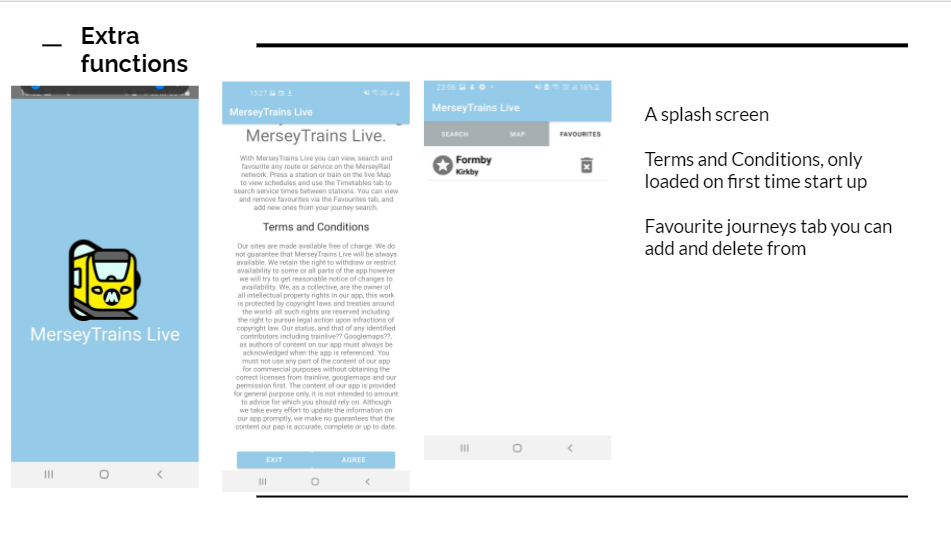 Extra
functions
MerseyTrains Live
15:27
MerseyTrains Live
MerseyTrains Live.
With MerseyTrains Live you can view, search and
favourite any route or service on the MerseyRail
network. Press a station or train on the live Map
to view schedules and use the Timetables tab to
search service times between stations. You can view
and remove favourites via the Favourites tab, and
add new ones from your journey search.
Terms and Conditions
Our sites are made available free of charge. We do
not guarantee that MerseyTrains Live will be always
available. We retain the right to withdraw or restrict
availability to some or all parts of the app however
we will try to get reasonable notice of changes to
availability. We, as a collective, are the owner of
all intellectual property rights in our app, this work
is protected by copyright laws and treaties around
the world- all such rights are reserved including
the right to pursue legal action upon infractions of
copyright law. Our status, and that of any identified
contributors including trainlive?? Googlemaps??,
as authors of content on our app must always be
acknowledged when the app is referenced. You
must not use any part of the content of our app
for commercial purposes without obtaining the
correct licenses from trainlive, googlemaps and our
permission first. The content of our app is provided
for general purpose only, it is not intended to amount
to advice for which you should rely on. Although
we take every effort to update the information on
our app promptly, we make no guarantees that the
content our pap is accurate, complete or up to date.
EXIT AGREE
23:06 16%
MerseyTrains Live
SEARCH MAP FAVOURITES
Formby
Kirkby
A splash screen
Terms and Conditions, only
loaded on first time start up
Favourite journeys tab you can
add and delete from